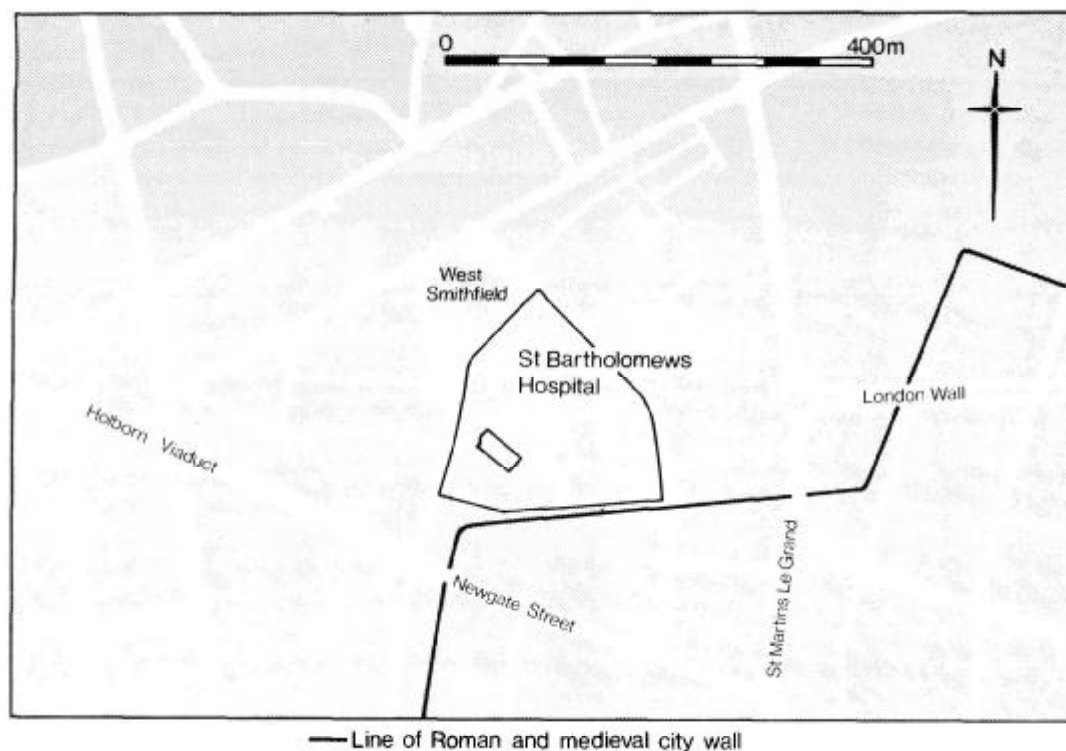 0 400m
N
West
Smithfield
St Bartholomews
Hospital
London Wall
Holborn Viaduct
Newgate Street
St Martins Le Grand
Line of Roman and medieval city wall